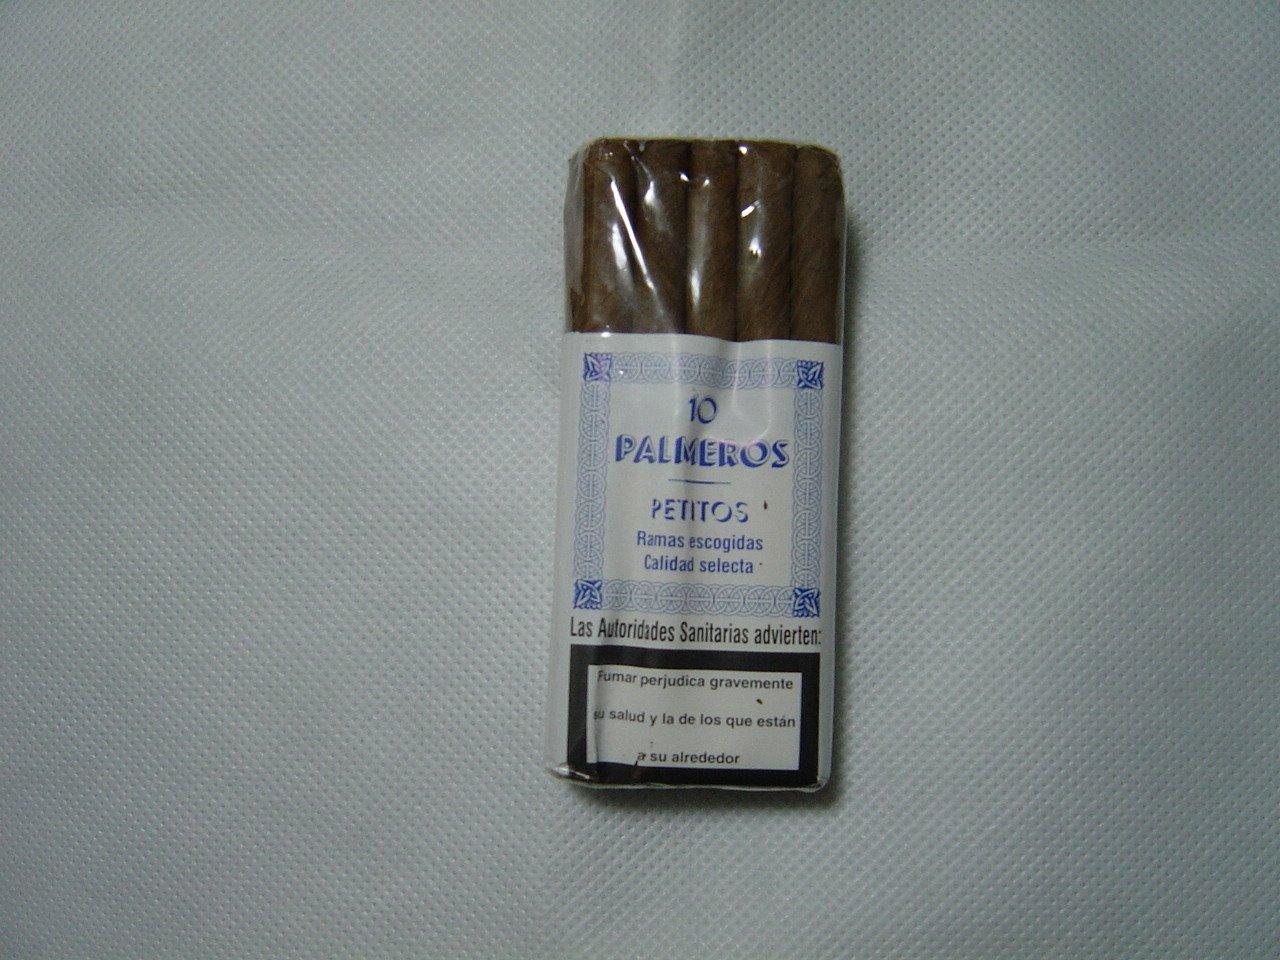 10
PALMEROS
PETITOS
Ramas escogidas
Calidad selecta
Las Autoridades Sanitarias advierten:
Fumar perjudica gravemente
su salud y la de los que están
a su alrededor